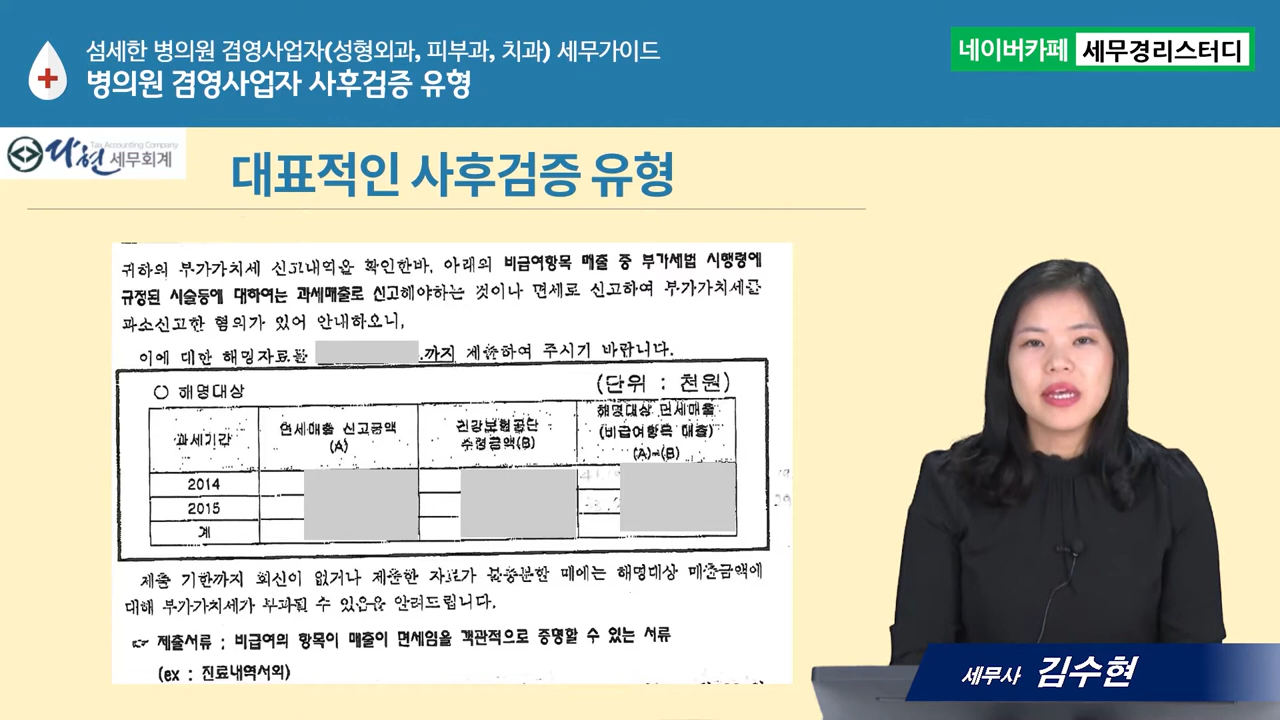 섬세한 병의원 겸영사업자(성형외과, 피부과, 치과) 세무가이드
병의원 겸영사업자 사후검증 유형
네이버카페 세무경리스터디
Tax Accounting Company
다현 세무회계
대표적인 사후검증 유형
귀하의 부가가치세 신고내역을 확인한바, 아래의 비급여항목 매출 중 부가세법 시행령에
규정된 시술등에 대하여는 과세매출로 신고해야하는 것이나 면세로 신고하여 부가가치세를
과소신고한 혐의가 있어 안내하오니,
이에 대한 해명자료를 까지 제출하여 주시기 바랍니다.
○ 해명대상 (단위 : 천원)
과세기간
면세매출 신고금액
(A)
건강보험공단
수령금액(B)
해명대상 면세매출
(비급여항목 매출)
(A)-(B)
2014
2015
계
제출 기한까지 회신이 없거나 제출한 자료가 불충분할 때에는 해명대상 매출금액에
대해 부가가치세가 부과될 수 있음을 알려드립니다.
☞ 제출서류 : 비급여의 항목이 매출이 면세임을 객관적으로 증명할 수 있는 서류
(ex : 진료내역서외)
세무사 김수현